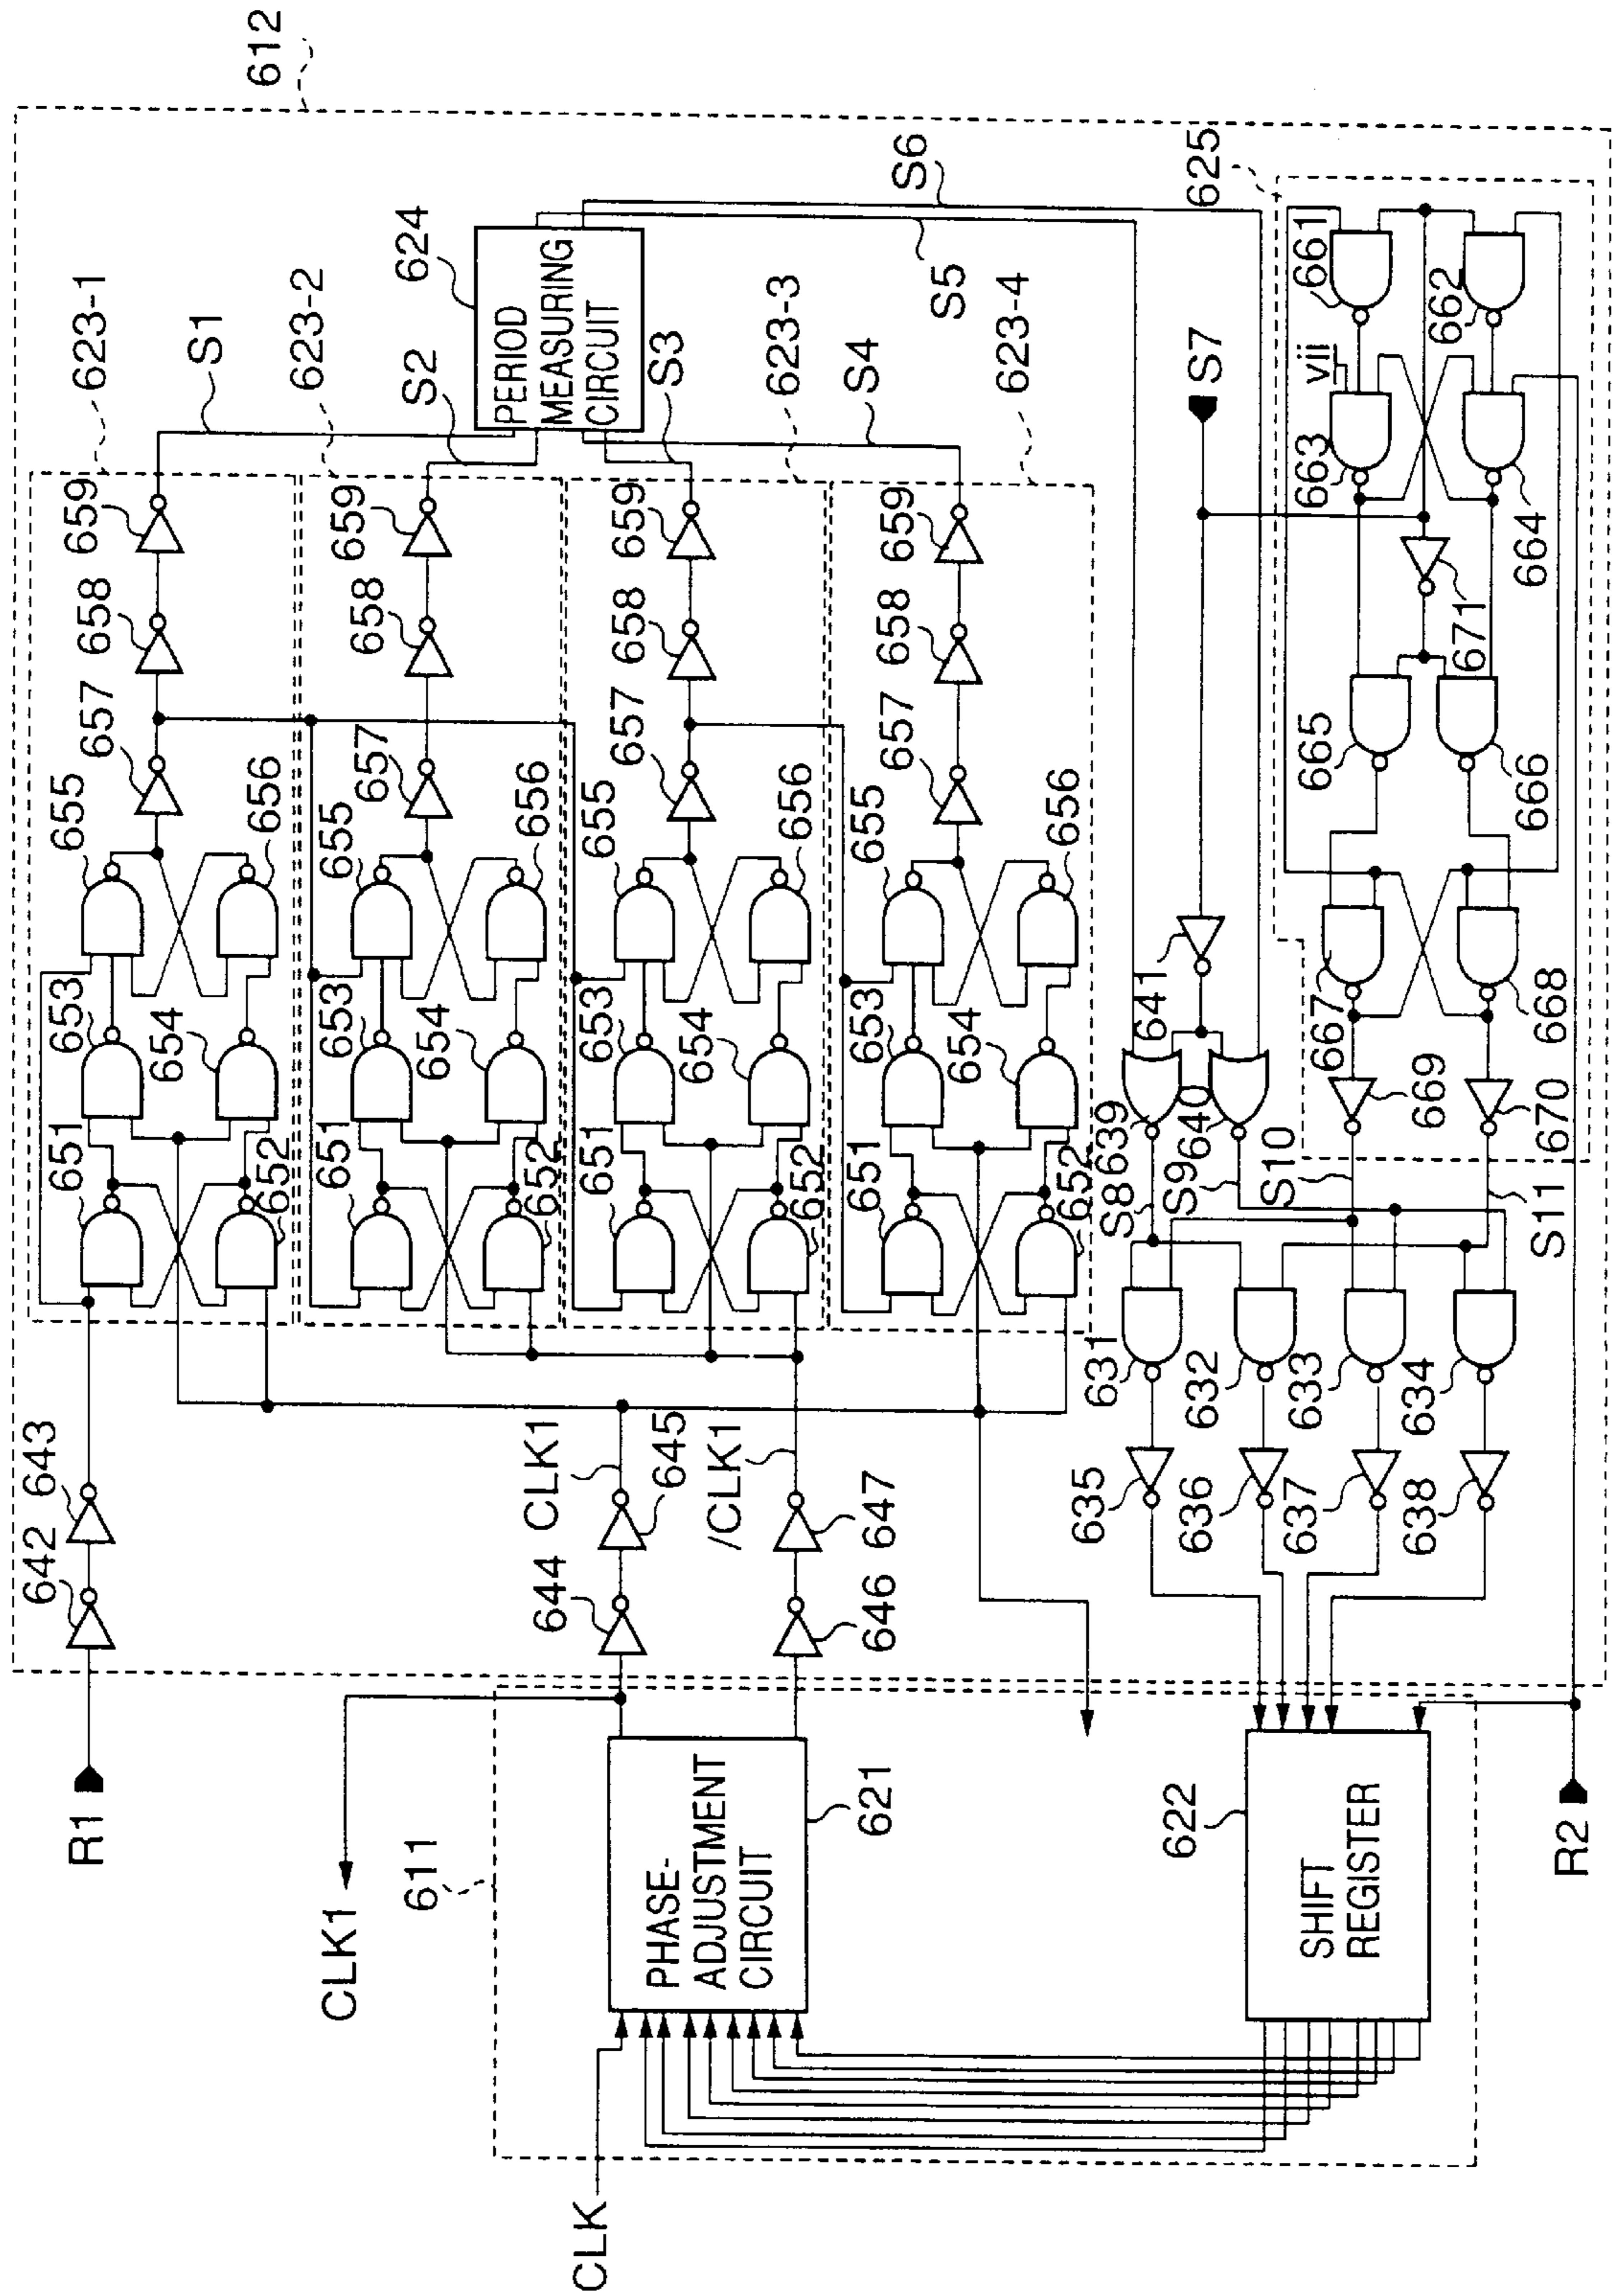 612
623-1
S1
623-2
S2
624
PERIOD
MEASURING
CIRCUIT
S3
623-3
S4
623-4
S5
S6
625
S7
651
652
653
654
655
656
657
658
659
651
652
653
654
655
656
657
658
659
651
652
653
654
655
656
657
658
659
651
652
653
654
655
656
657
658
659
661
662
vii
663
664
671
665
666
667
668
669
670
641
639
640
S8
S9
S10
S11
631
632
633
634
635
636
637
638
642
643
644
645
CLK1
646
647
/CLK1
R1
CLK1
611
PHASE-
ADJUSTMENT
CIRCUIT
621
622
SHIFT
REGISTER
R2
CLK